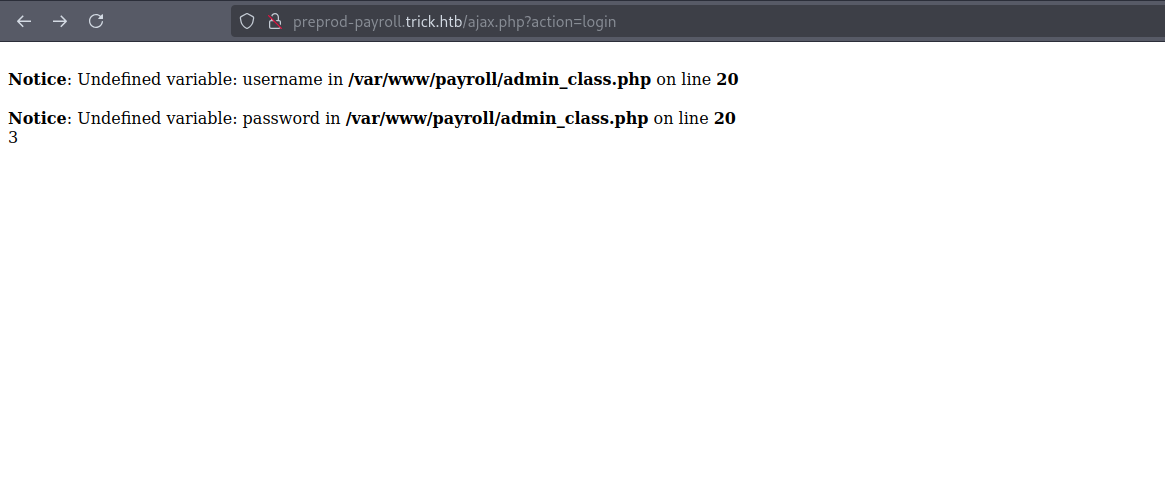 preprod-payroll.trick.htb/ajax.php?action=login
Notice: Undefined variable: username in /var/www/payroll/admin_class.php on line 20
Notice: Undefined variable: password in /var/www/payroll/admin_class.php on line 20
3